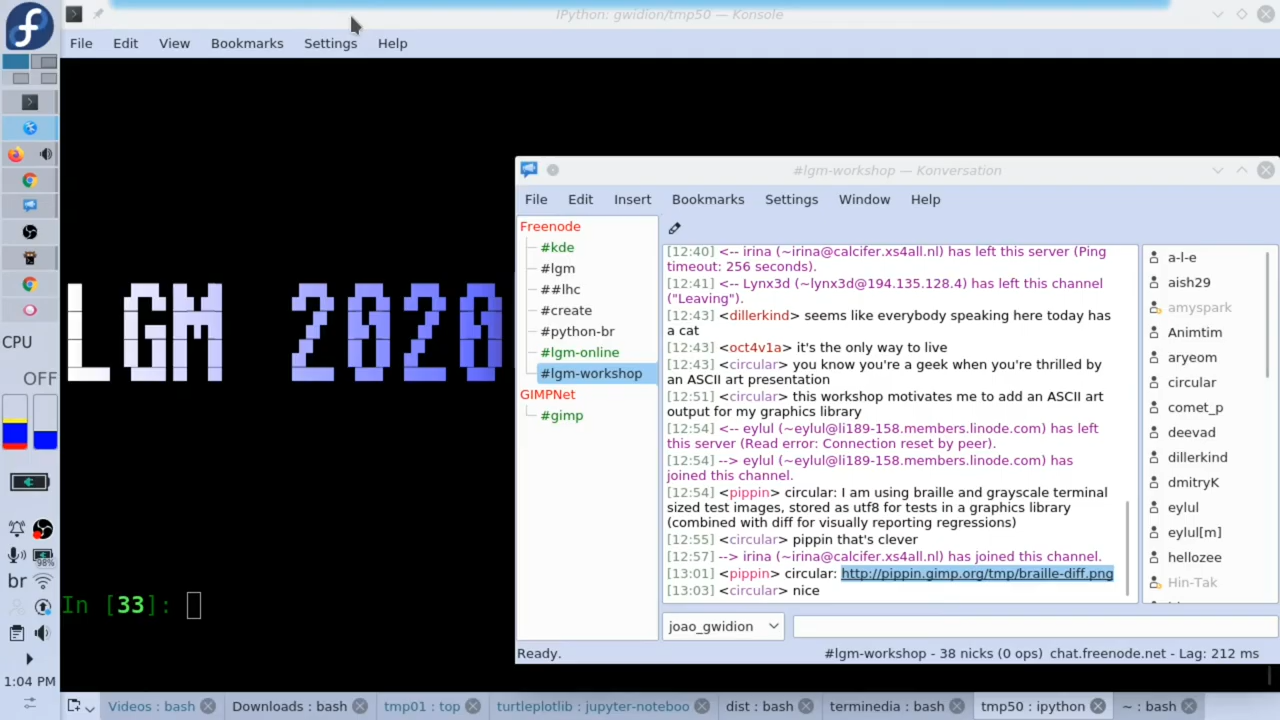 IPython: gwidion/tmp50 — Konsole
File Edit View Bookmarks Settings Help
LGM 2020
In [33]:
#lgm-workshop — Konversation
File Edit Insert Bookmarks Settings Window Help
Freenode
#kde
#lgm
##lhc
#create
#python-br
#lgm-online
#lgm-workshop
GIMPNet
#gimp
[12:40] <-- irina (~irina@calcifer.xs4all.nl) has left this server (Ping
timeout: 256 seconds).
[12:41] <-- Lynx3d (~lynx3d@194.135.128.4) has left this channel
("Leaving").
[12:43] <dillerkind> seems like everybody speaking here today has
a cat
[12:43] <oct4v1a> it's the only way to live
[12:43] <circular> you know you're a geek when you're thrilled by
an ASCII art presentation
[12:51] <circular> this workshop motivates me to add an ASCII art
output for my graphics library
[12:54] <-- eylul (~eylul@li189-158.members.linode.com) has left
this server (Read error: Connection reset by peer).
[12:54] --> eylul (~eylul@li189-158.members.linode.com) has
joined this channel.
[12:54] <pippin> circular: I am using braille and grayscale terminal
sized test images, stored as utf8 for tests in a graphics library
(combined with diff for visually reporting regressions)
[12:55] <circular> pippin that's clever
[12:57] --> irina (~irina@calcifer.xs4all.nl) has joined this channel.
[13:01] <pippin> circular: http://pippin.gimp.org/tmp/braille-diff.png
[13:03] <circular> nice
a-l-e
aish29
amyspark
Animtim
aryeom
circular
comet_p
deevad
dillerkind
dmitryK
eylul
eylul[m]
hellozee
Hin-Tak
joao_gwidion
Ready.
#lgm-workshop - 38 nicks (0 ops) chat.freenode.net - Lag: 212 ms
CPU
OFF
98%
br
1:04 PM
Videos : bash
Downloads : bash
tmp01 : top
turtleplotlib : jupyter-noteboo
dist : bash
terminedia : bash
tmp50 : ipython
~ : bash